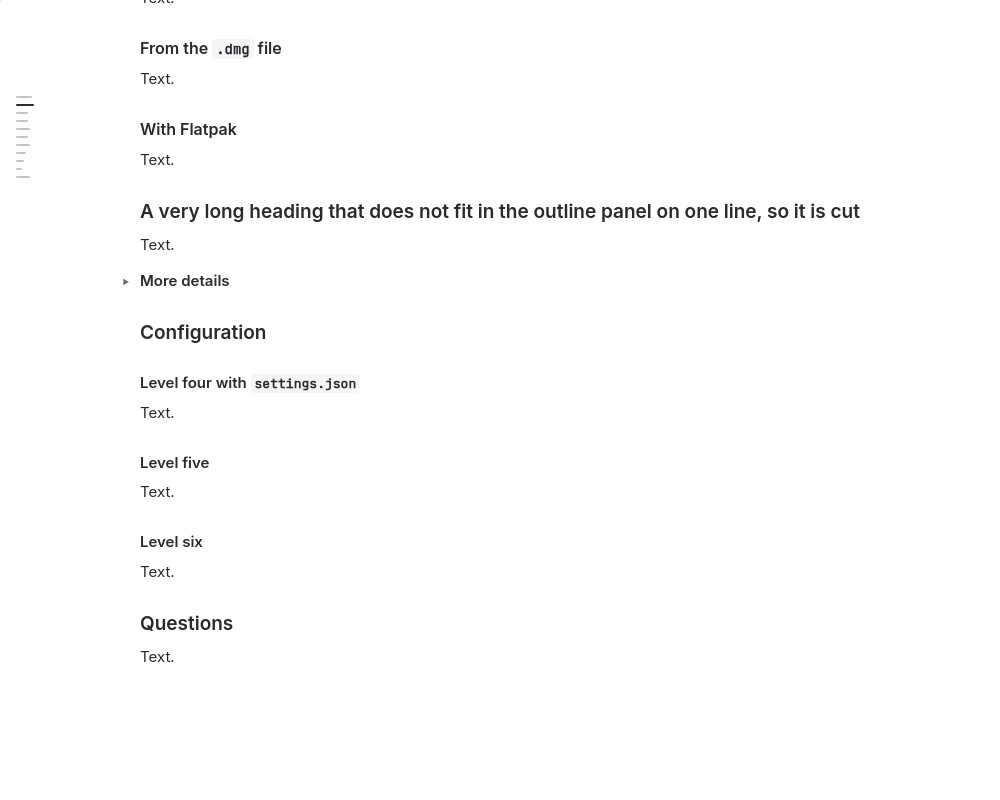 Text.
From the .dmg file
Text.
With Flatpak
Text.
A very long heading that does not fit in the outline panel on one line, so it is cut
Text.
More details
Configuration
Level four with settings.json
Text.
Level five
Text.
Level six
Text.
Questions
Text.